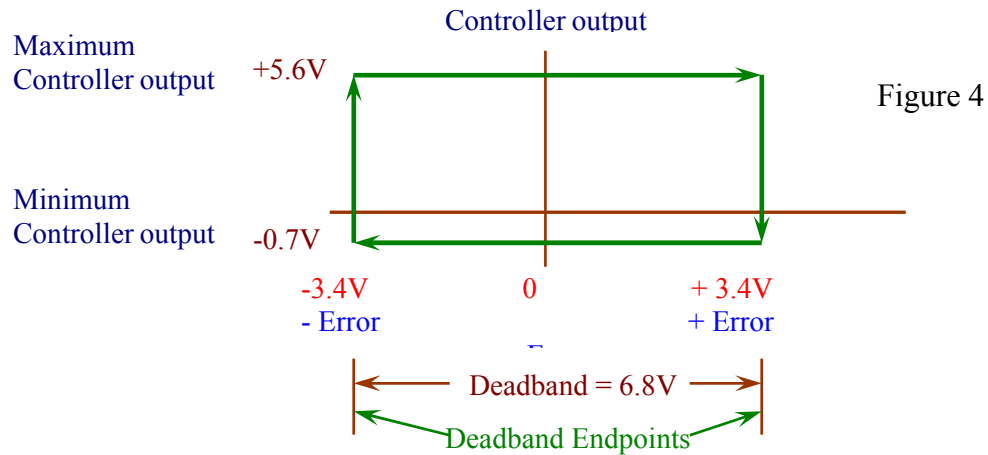 Controller output
Maximum
Controller output
+5.6V
Figure 4
Minimum
Controller output
-0.7V
-3.4V
0
+ 3.4V
- Error
+ Error
Deadband = 6.8V
Deadband Endpoints